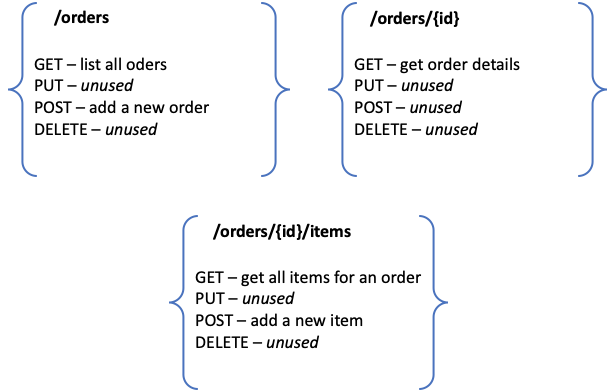 /orders
GET – list all oders
PUT – unused
POST – add a new order
DELETE – unused
/orders/{id}
GET – get order details
PUT – unused
POST – unused
DELETE – unused
/orders/{id}/items
GET – get all items for an order
PUT – unused
POST – add a new item
DELETE – unused